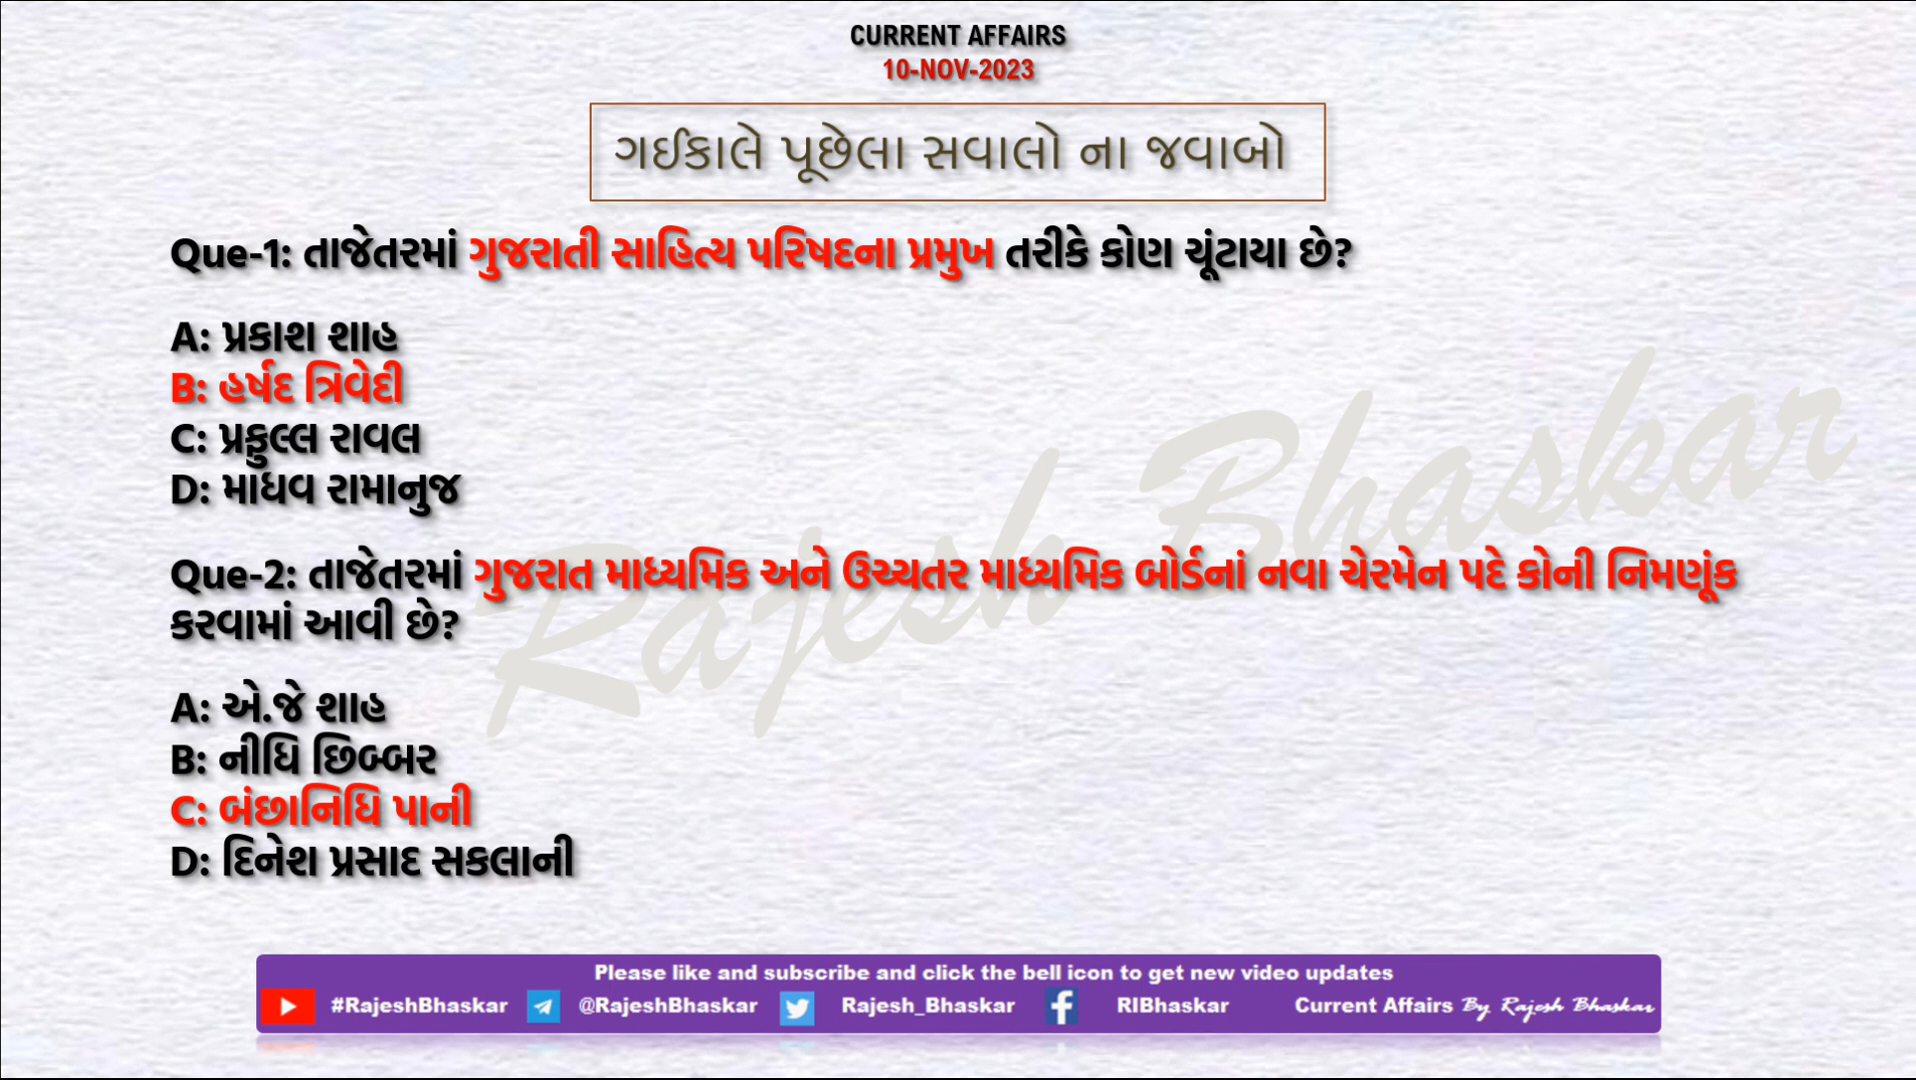 CURRENT AFFAIRS
10-NOV-2023
ગઈકાલે પૂછેલા સવાલો ના જવાબો
Que-1: તાજેતરમાં ગુજરાતી સાહિત્ય પરિષદના પ્રમુખ તરીકે કોણ ચૂંટાયા છે?
A: પ્રકાશ શાહ
B: હર્ષદ ત્રિવેદી
C: પ્રફુલ્લ રાવલ
D: માધવ રામાનુજ
Rajesh Bhaskar
Que-2: તાજેતરમાં ગુજરાત માધ્યમિક અને ઉચ્ચતર માધ્યમિક બોર્ડનાં નવા ચેરમેન પદે કોની નિમણૂંક
કરવામાં આવી છે?
A: એ.જે શાહ
B: નીધિ છિબ્બર
C: બંછાનિધિ પાની
D: દિનેશ પ્રસાદ સકલાની
Please like and subscribe and click the bell icon to get new video updates
#RajeshBhaskar @RajeshBhaskar Rajesh_Bhaskar RIBhaskar Current Affairs By Rajesh Bhaskar